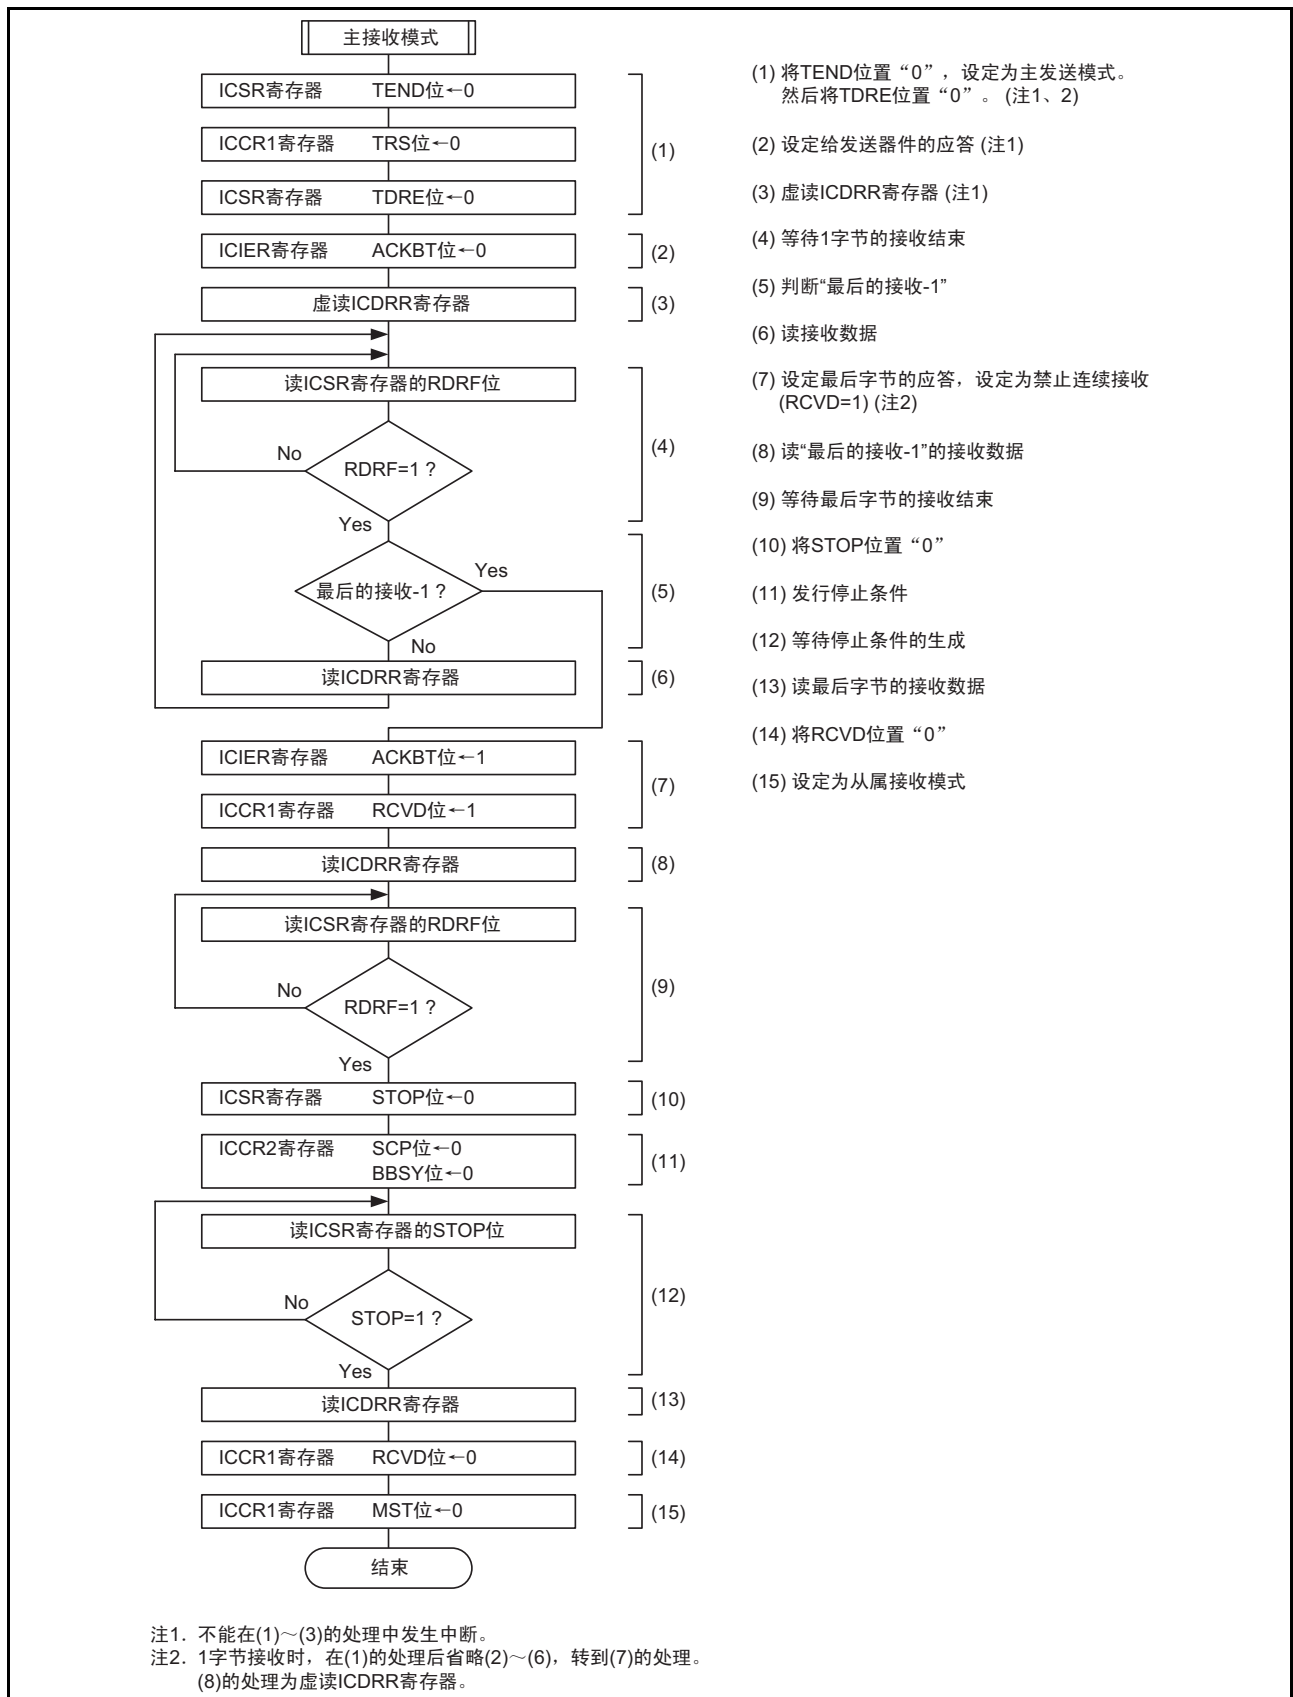 主接收模式
ICSR寄存器 TEND位←0
ICCR1寄存器 TRS位←0
ICSR寄存器 TDRE位←0
(1)
ICIER寄存器 ACKBT位←0
(2)
虚读ICDRR寄存器
(3)
读ICSR寄存器的RDRF位
RDRF=1 ?
No
Yes
(4)
最后的接收-1 ?
Yes
No
(5)
读ICDRR寄存器
(6)
ICIER寄存器 ACKBT位←1
ICCR1寄存器 RCVD位←1
(7)
读ICDRR寄存器
(8)
读ICSR寄存器的RDRF位
No
RDRF=1 ?
Yes
(9)
ICSR寄存器 STOP位←0
(10)
ICCR2寄存器 SCP位←0
BBSY位←0
(11)
读ICSR寄存器的STOP位
No
STOP=1 ?
Yes
(12)
读ICDRR寄存器
(13)
ICCR1寄存器 RCVD位←0
(14)
ICCR1寄存器 MST位←0
(15)
结束
(1) 将TEND位置“0”，设定为主发送模式。
然后将TDRE位置“0”。 (注1、2)
(2) 设定给发送器件的应答 (注1)
(3) 虚读ICDRR寄存器 (注1)
(4) 等待1字节的接收结束
(5) 判断“最后的接收-1”
(6) 读接收数据
(7) 设定最后字节的应答，设定为禁止连续接收
(RCVD=1) (注2)
(8) 读“最后的接收-1”的接收数据
(9) 等待最后字节的接收结束
(10) 将STOP位置“0”
(11) 发行停止条件
(12) 等待停止条件的生成
(13) 读最后字节的接收数据
(14) 将RCVD位置“0”
(15) 设定为从属接收模式
注1. 不能在(1)～(3)的处理中发生中断。
注2. 1字节接收时，在(1)的处理后省略(2)～(6)，转到(7)的处理。
(8)的处理为虚读ICDRR寄存器。